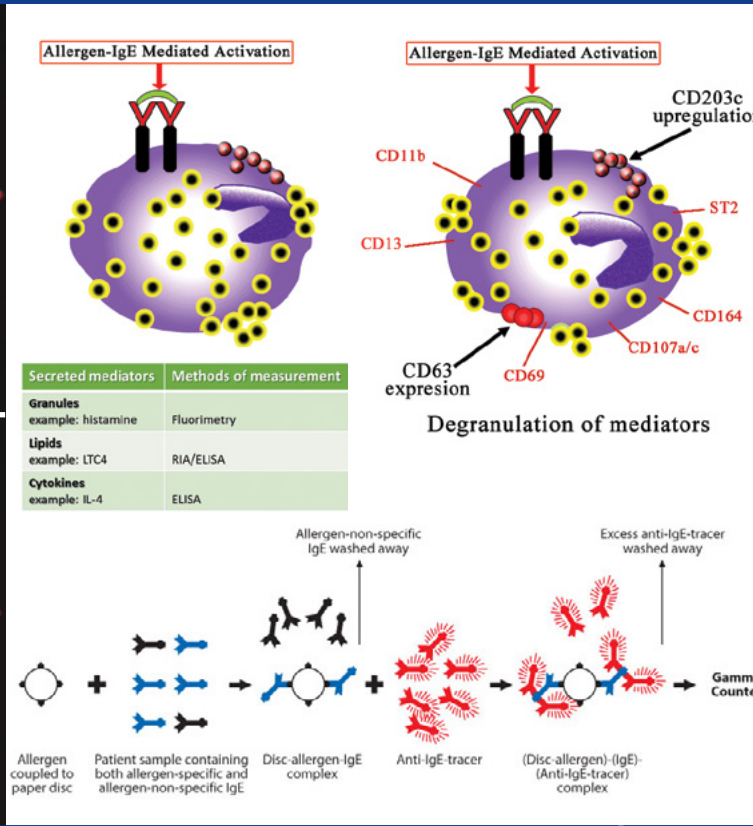 Allergen-IgE Mediated Activation
Allergen-IgE Mediated Activation
CD203c
upregulation
CD11b
ST2
CD13
CD164
CD107a/c
CD63
expresion
CD69
Degranulation of mediators
Secreted mediators Methods of measurement
Granules
example: histamine Fluorimetry
Lipids
example: LTC4 RIA/ELISA
Cytokines
example: IL-4 ELISA
Allergen-non-specific
IgE washed away
Excess anti-IgE-tracer
washed away
Gamm
Counte
Allergen
coupled to
paper disc
Patient sample containing
both allergen-specific and
allergen-non-specific IgE
Disc-allergen-IgE
complex
Anti-IgE-tracer
(Disc-allergen)-(IgE)-
(Anti-IgE-tracer)
complex